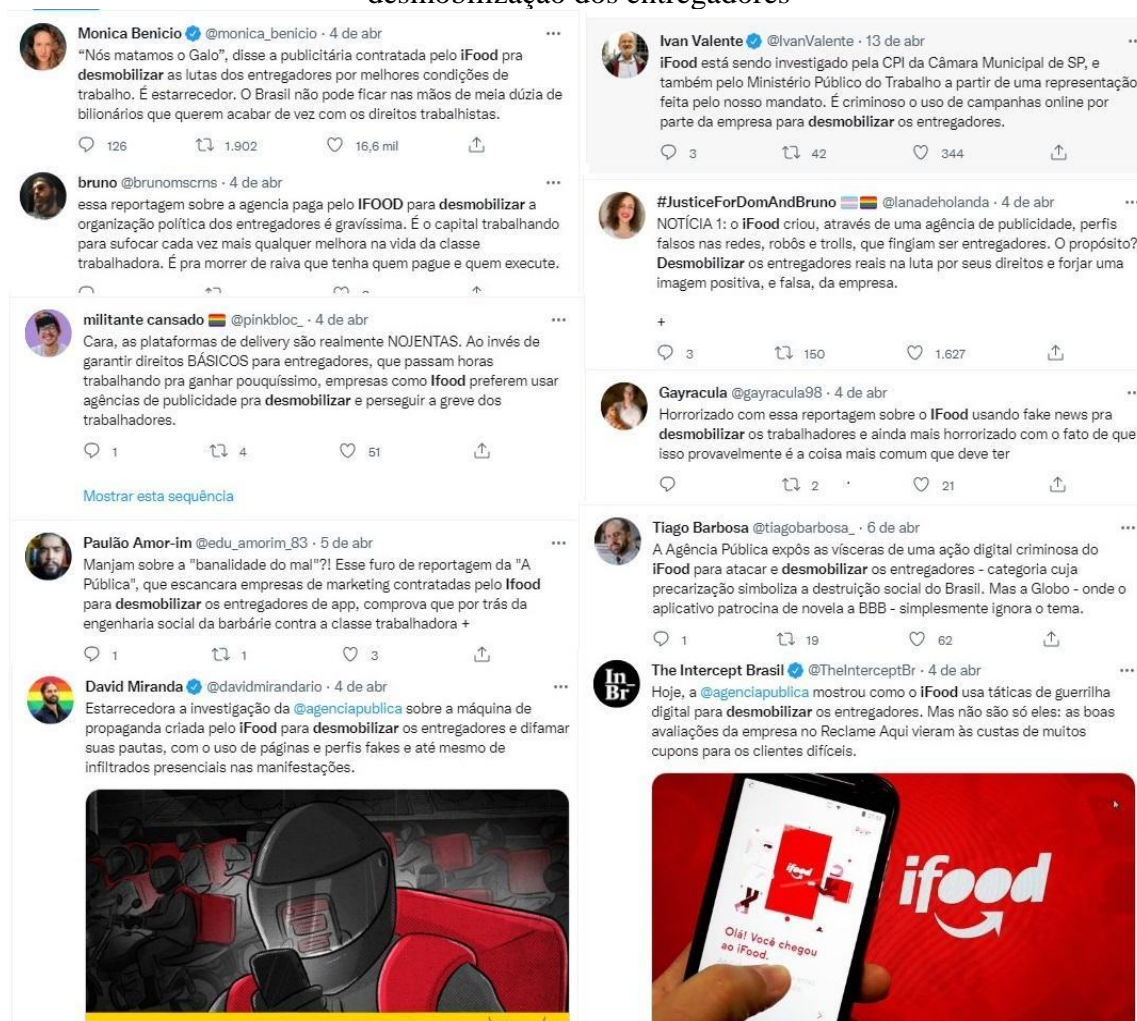 desmobilização dos entregadores
Monica Benicio @monica_benicio · 4 de abr
“Nós matamos o Galo”, disse a publicitária contratada pelo iFood pra
desmobilizar as lutas dos entregadores por melhores condições de
trabalho. É estarrecedor. O Brasil não pode ficar nas mãos de meia dúzia de
bilionários que querem acabar de vez com os direitos trabalhistas.
126 1.902 16,6 mil
bruno @brunomscrns · 4 de abr
essa reportagem sobre a agencia paga pelo IFOOD para desmobilizar a
organização política dos entregadores é gravíssima. É o capital trabalhando
para sufocar cada vez mais qualquer melhora na vida da classe
trabalhadora. É pra morrer de raiva que tenha quem pague e quem execute.
militante cansado @pinkbloc_ · 4 de abr
Cara, as plataformas de delivery são realmente NOJENTAS. Ao invés de
garantir direitos BÁSICOS para entregadores, que passam horas
trabalhando pra ganhar pouquíssimo, empresas como Ifood preferem usar
agências de publicidade pra desmobilizar e perseguir a greve dos
trabalhadores.
1 4 51
Mostrar esta sequência
Paulão Amor-im @edu_amorim_83 · 5 de abr
Manjam sobre a "banalidade do mal"?! Esse furo de reportagem da "A
Pública", que escancara empresas de marketing contratadas pelo Ifood
para desmobilizar os entregadores de app, comprova que por trás da
engenharia social da barbárie contra a classe trabalhadora +
1 1 3
David Miranda @davidmirandario · 4 de abr
Estarrecedora a investigação da @agenciapublica sobre a máquina de
propaganda criada pelo iFood para desmobilizar os entregadores e difamar
suas pautas, com o uso de páginas e perfis fakes e até mesmo de
infiltrados presenciais nas manifestações.
Ivan Valente @IvanValente · 13 de abr
iFood está sendo investigado pela CPI da Câmara Municipal de SP, e
também pelo Ministério Público do Trabalho a partir de uma representação
feita pelo nosso mandato. É criminoso o uso de campanhas online por
parte da empresa para desmobilizar os entregadores.
3 42 344
#JusticeForDomAndBruno @lanadeholanda · 4 de abr
NOTÍCIA 1: o iFood criou, através de uma agência de publicidade, perfis
falsos nas redes, robôs e trolls, que fingiam ser entregadores. O propósito?
Desmobilizar os entregadores reais na luta por seus direitos e forjar uma
imagem positiva, e falsa, da empresa.
+
3 150 1.627
Gayracula @gayracula98 · 4 de abr
Horrorizado com essa reportagem sobre o IFood usando fake news pra
desmobilizar os trabalhadores e ainda mais horrorizado com o fato de que
isso provavelmente é a coisa mais comum que deve ter
2 21
Tiago Barbosa @tiagobarbosa_ · 6 de abr
A Agência Pública expôs as vísceras de uma ação digital criminosa do
iFood para atacar e desmobilizar os entregadores - categoria cuja
precarização simboliza a destruição social do Brasil. Mas a Globo - onde o
aplicativo patrocina de novela a BBB - simplesmente ignora o tema.
1 19 62
In_
Br
The Intercept Brasil @TheInterceptBr · 4 de abr
Hoje, a @agenciapublica mostrou como o iFood usa táticas de guerrilha
digital para desmobilizar os entregadores. Mas não são só eles: as boas
avaliações da empresa no Reclame Aqui vieram às custas de muitos
cupons para os clientes difíceis.
ifood
Olá! Você chegou
ao iFood.
ifood